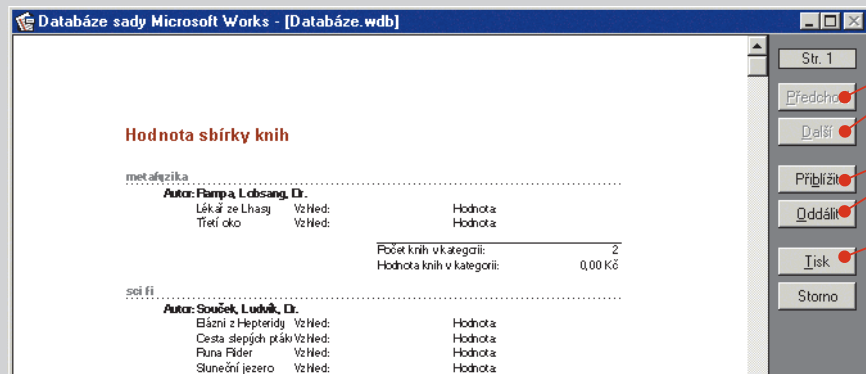 Databáze sady Microsoft Works - [Databáze.wdb]
Str. 1
Předcho
Další
Přiblížit
Oddálit
Tisk
Storno
Hodnota sbírky knih
metafyzika
Autor: Rampa, Lobsang, Dr.
Lékař ze Lhasy Vzhled: Hodnota:
Třetí oko Vzhled: Hodnota:
Počet knih v kategorii: 2
Hodnota knih v kategorii: 0,00 Kč
sci fi
Autor: Souček, Ludvík, Dr.
Blázni z Hepteridy Vzhled: Hodnota:
Cesta slepých ptáků Vzhled: Hodnota:
Runa Rider Vzhled: Hodnota:
Sluneční jezero Vzhled: Hodnota: